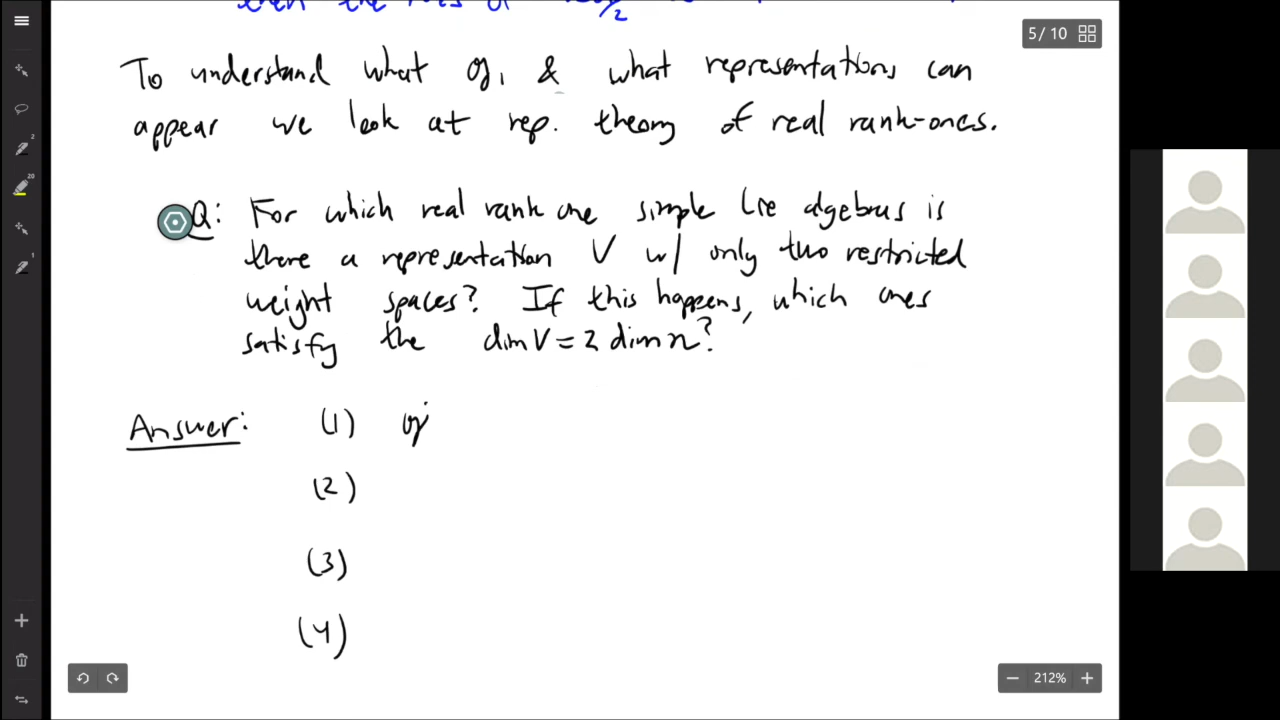 then the
5 / 10
To understand what 𝔤₁ & what representations can
appear we look at rep. theory of real rank-ones.
Q: For which real rank one simple Lie algebras is
there a representation V w/ only two restricted
weight spaces? If this happens, which ones
satisfy the dim V = 2 dim n?
Answer: (1) 𝔤
(2)
(3)
(4)
212%